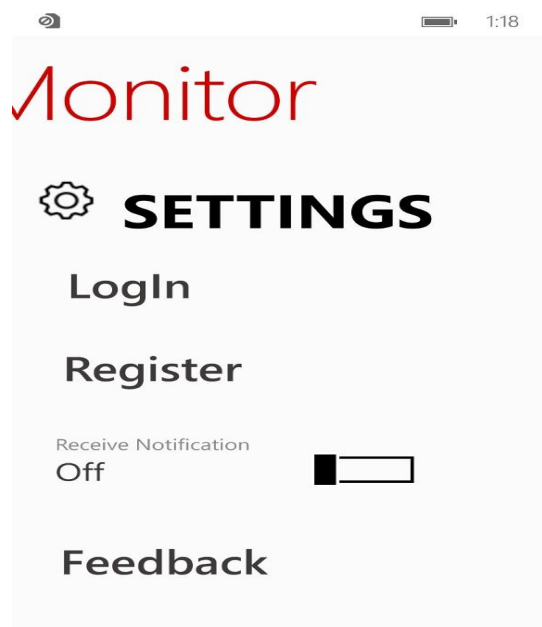 1:18
Monitor
SETTINGS
LogIn
Register
Receive Notification
Off
Feedback